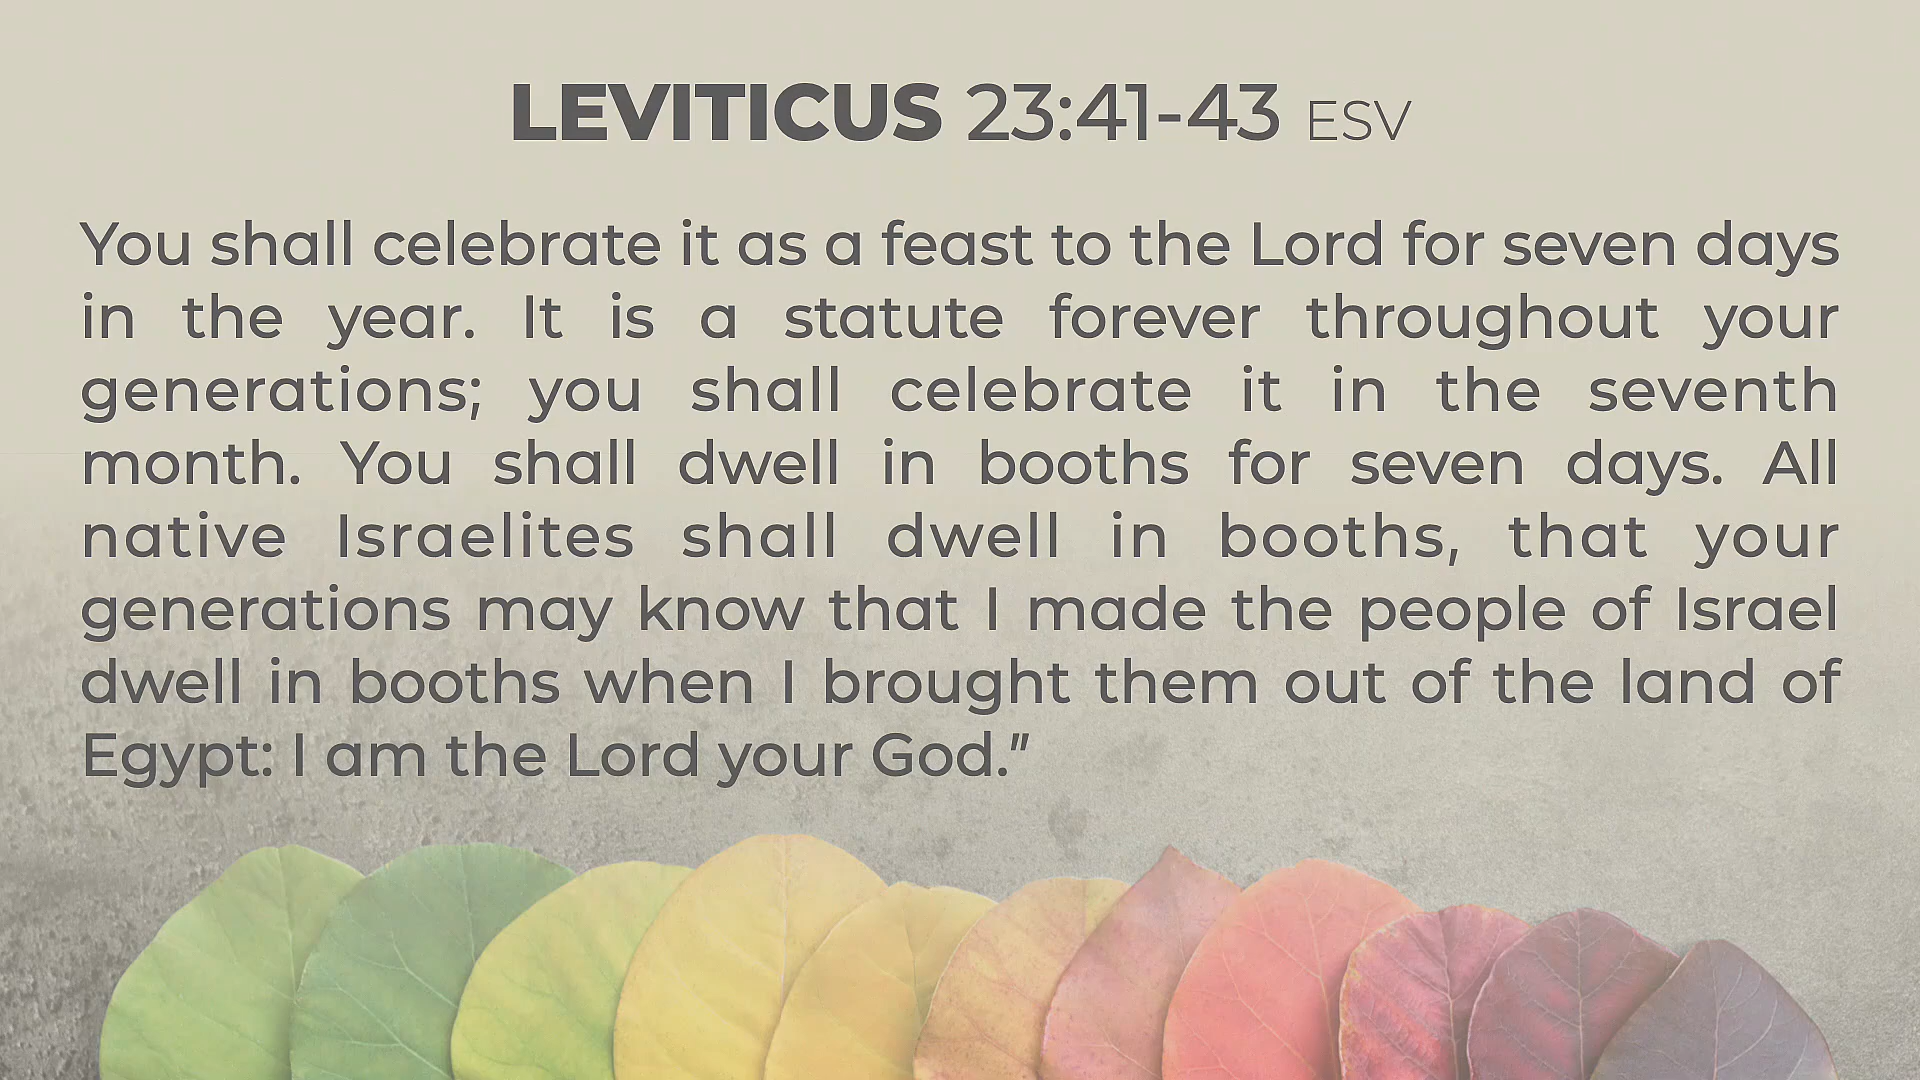 LEVITICUS 23:41-43 ESV
You shall celebrate it as a feast to the Lord for seven days
in the year. It is a statute forever throughout your
generations; you shall celebrate it in the seventh
month. You shall dwell in booths for seven days. All
native Israelites shall dwell in booths, that your
generations may know that I made the people of Israel
dwell in booths when I brought them out of the land of
Egypt: I am the Lord your God.”